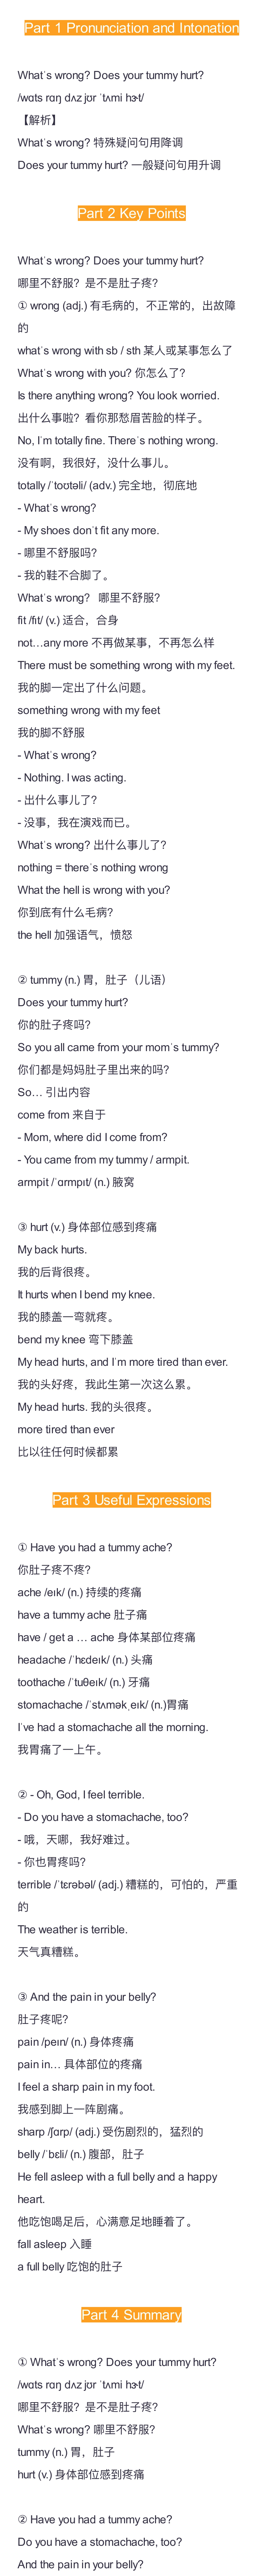 Part 1 Pronunciation and Intonation
What's wrong? Does your tummy hurt?
/wɑts rɑŋ dʌz jʊr ˈtʌmi hɝt/
【解析】
What's wrong? 特殊疑问句用降调
Does your tummy hurt? 一般疑问句用升调
Part 2 Key Points
What's wrong? Does your tummy hurt?
哪里不舒服？是不是肚子疼？
① wrong (adj.) 有毛病的，不正常的，出故障
的
what's wrong with sb / sth 某人或某事怎么了
What's wrong with you? 你怎么了？
Is there anything wrong? You look worried.
出什么事啦？看你那愁眉苦脸的样子。
No, I'm totally fine. There's nothing wrong.
没有啊，我很好，没什么事儿。
totally /ˈtoʊtəli/ (adv.) 完全地，彻底地
- What's wrong?
- My shoes don't fit any more.
- 哪里不舒服吗？
- 我的鞋不合脚了。
What's wrong? 哪里不舒服？
fit /fɪt/ (v.) 适合，合身
not…any more 不再做某事，不再怎么样
There must be something wrong with my feet.
我的脚一定出了什么问题。
something wrong with my feet
我的脚不舒服
- What's wrong?
- Nothing. I was acting.
- 出什么事儿了？
- 没事，我在演戏而已。
What's wrong? 出什么事儿了？
nothing = there's nothing wrong
What the hell is wrong with you?
你到底有什么毛病？
the hell 加强语气，愤怒
② tummy (n.) 胃，肚子（儿语）
Does your tummy hurt?
你的肚子疼吗？
So you all came from your mom's tummy?
你们都是妈妈肚子里出来的吗？
So… 引出内容
come from 来自于
- Mom, where did I come from?
- You came from my tummy / armpit.
armpit /ˈɑrmpɪt/ (n.) 腋窝
③ hurt (v.) 身体部位感到疼痛
My back hurts.
我的后背很疼。
It hurts when I bend my knee.
我的膝盖一弯就疼。
bend my knee 弯下膝盖
My head hurts, and I'm more tired than ever.
我的头好疼，我此生第一次这么累。
My head hurts. 我的头很疼。
more tired than ever
比以往任何时候都累
Part 3 Useful Expressions
① Have you had a tummy ache?
你肚子疼不疼？
ache /eɪk/ (n.) 持续的疼痛
have a tummy ache 肚子痛
have / get a … ache 身体某部位疼痛
headache /ˈhɛdeɪk/ (n.) 头痛
toothache /ˈtuθeɪk/ (n.) 牙痛
stomachache /ˈstʌməkˌeɪk/ (n.)胃痛
I've had a stomachache all the morning.
我胃痛了一上午。
② - Oh, God, I feel terrible.
- Do you have a stomachache, too?
- 哦，天哪，我好难过。
- 你也胃疼吗？
terrible /ˈtɛrəbəl/ (adj.) 糟糕的，可怕的，严重
的
The weather is terrible.
天气真糟糕。
③ And the pain in your belly?
肚子疼呢？
pain /peɪn/ (n.) 身体疼痛
pain in… 具体部位的疼痛
I feel a sharp pain in my foot.
我感到脚上一阵剧痛。
sharp /ʃɑrp/ (adj.) 受伤剧烈的，猛烈的
belly /ˈbɛli/ (n.) 腹部，肚子
He fell asleep with a full belly and a happy
heart.
他吃饱喝足后，心满意足地睡着了。
fall asleep 入睡
a full belly 吃饱的肚子
Part 4 Summary
① What's wrong? Does your tummy hurt?
/wɑts rɑŋ dʌz jʊr ˈtʌmi hɝt/
哪里不舒服？是不是肚子疼？
What's wrong? 哪里不舒服？
tummy (n.) 胃，肚子
hurt (v.) 身体部位感到疼痛
② Have you had a tummy ache?
Do you have a stomachache, too?
And the pain in your belly?